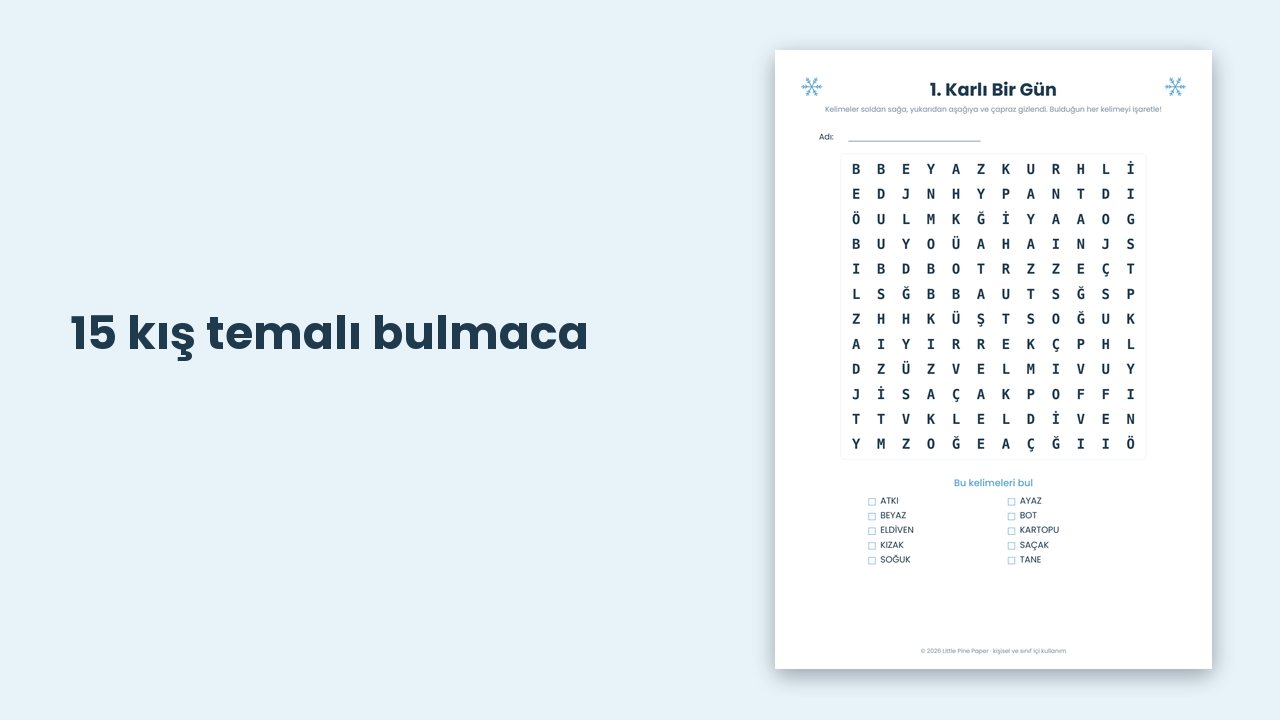 15 kış temalı bulmaca
1. Karlı Bir Gün
Kelimeler soldan sağa, yukarıdan aşağıya ve çapraz gizlendi. Bulduğun her kelimeyi işaretle!
Adı:
B B E Y A Z K U R H L İ
E D J N H Y P A N T D I
Ö U L M K Ğ İ Y A A O G
B U Y O Ü A H A I N J S
I B D B O T R Z Z E Ç T
L S Ğ B B A U T S Ğ S P
Z H H K Ü Ş T S O Ğ U K
A I Y I R R E K Ç P H L
D Z Ü Z V E L M I V U Y
J İ S A Ç A K P O F F I
T T V K L E L D İ V E N
Y M Z O Ğ E A Ç Ğ I I Ö
Bu kelimeleri bul
ATKI AYAZ
BEYAZ BOT
ELDİVEN KARTOPU
KIZAK SAÇAK
SOĞUK TANE
© 2026 Little Pine Paper · kişisel ve sınıf içi kullanım